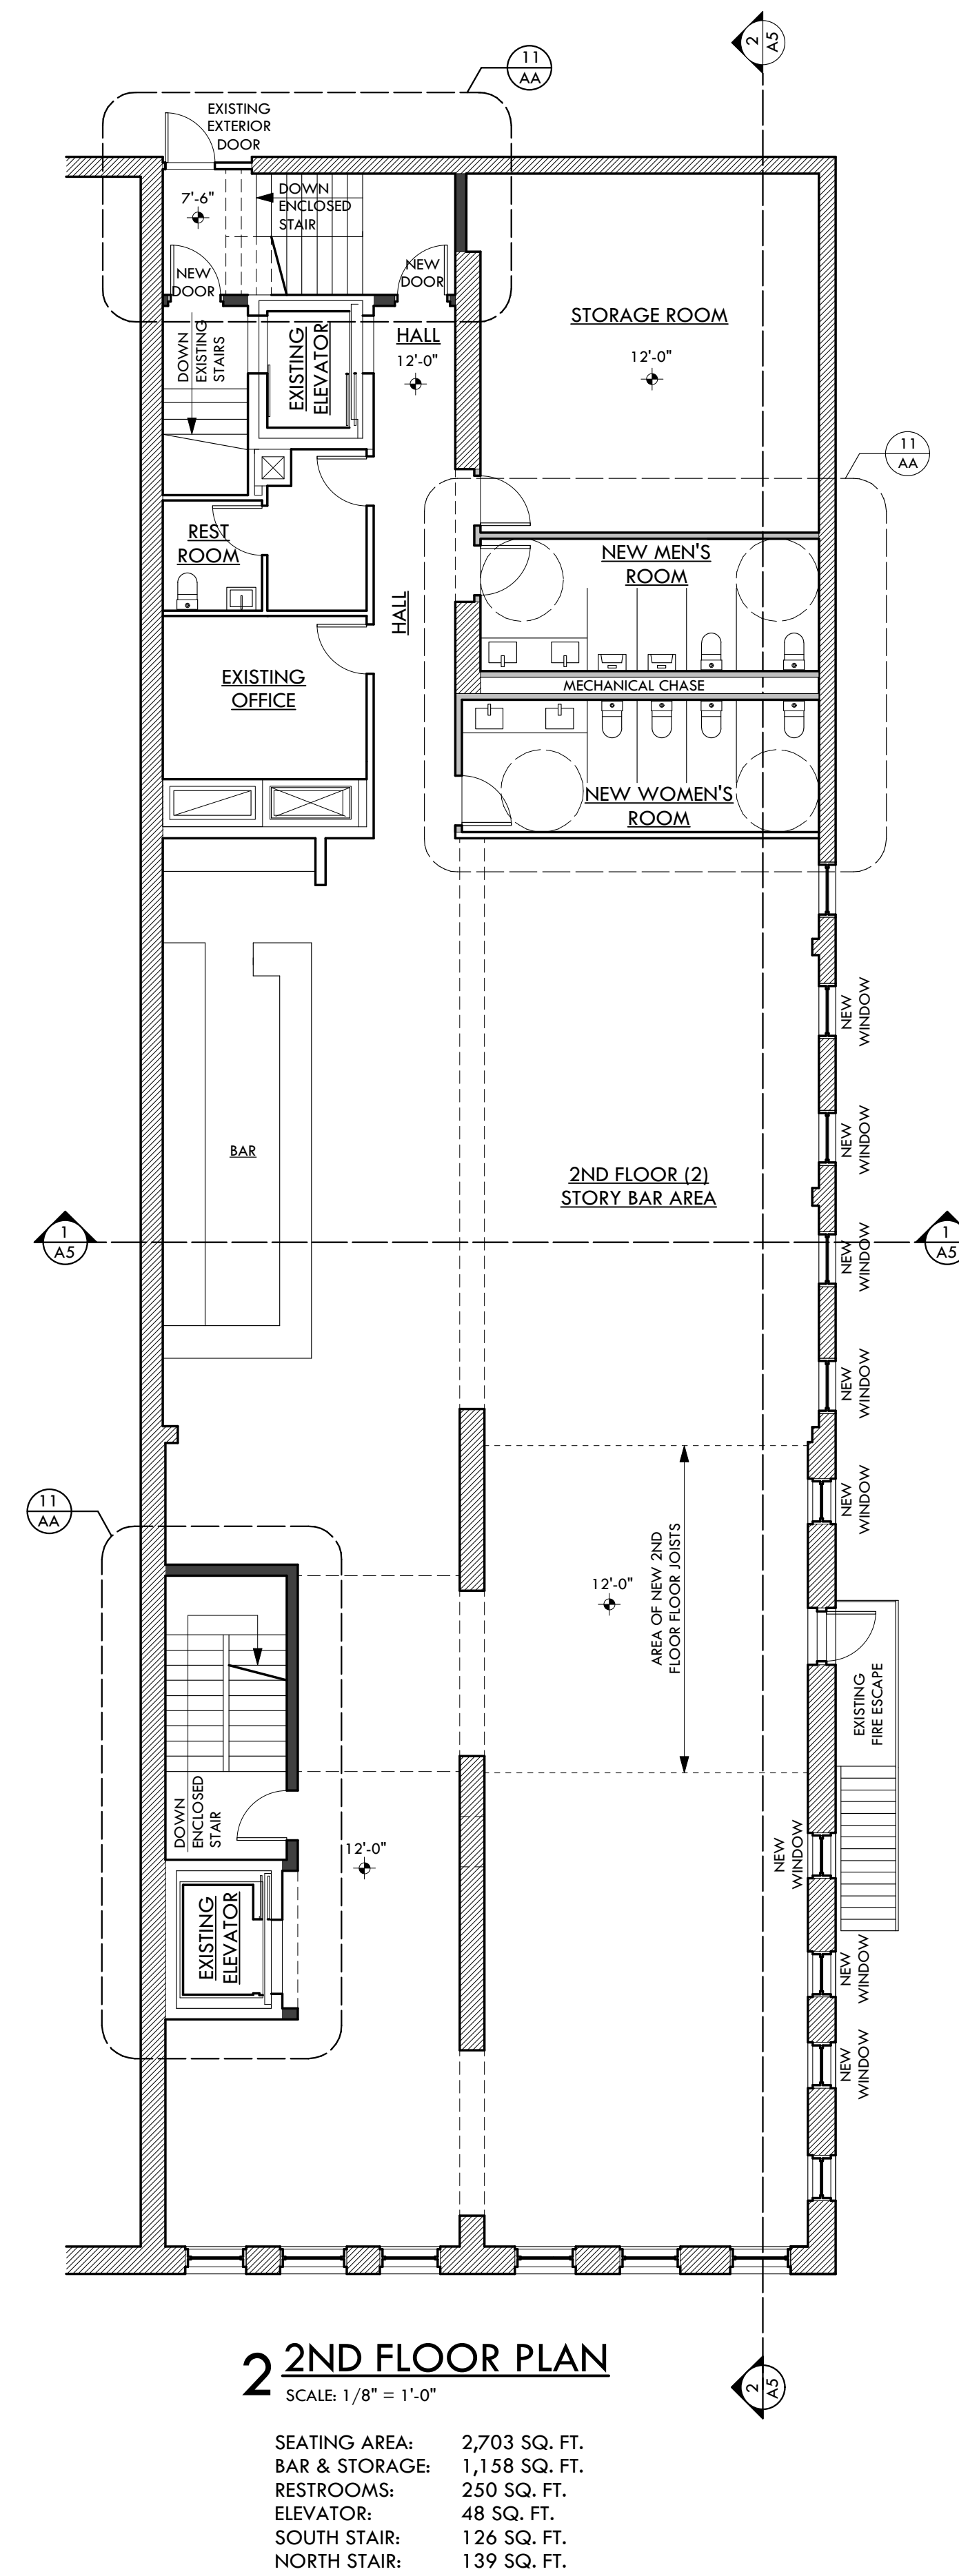 2
A5
11
AA
EXISTING
EXTERIOR
DOOR
7'-6"
DOWN
ENCLOSED
STAIR
NEW
DOOR
NEW
DOOR
DOWN
EXISTING
STAIRS
EXISTING
ELEVATOR
HALL
12'-0"
STORAGE ROOM
12'-0"
11
AA
REST
ROOM
NEW MEN'S
ROOM
HALL
EXISTING
OFFICE
MECHANICAL CHASE
NEW WOMEN'S
ROOM
NEW
WINDOW
NEW
WINDOW
BAR
2ND FLOOR (2)
STORY BAR AREA
1
A5
NEW
WINDOW
1
A5
NEW
WINDOW
NEW
WINDOW
11
AA
12'-0"
AREA OF NEW 2ND
FLOOR FLOOR JOISTS
EXISTING
FIRE ESCAPE
DOWN
ENCLOSED
STAIR
12'-0"
NEW
WINDOW
EXISTING
ELEVATOR
NEW
WINDOW
NEW
WINDOW
2 2ND FLOOR PLAN
SCALE: 1/8" = 1'-0"
2
A5
SEATING AREA: 2,703 SQ. FT.
BAR & STORAGE: 1,158 SQ. FT.
RESTROOMS: 250 SQ. FT.
ELEVATOR: 48 SQ. FT.
SOUTH STAIR: 126 SQ. FT.
NORTH STAIR: 139 SQ. FT.